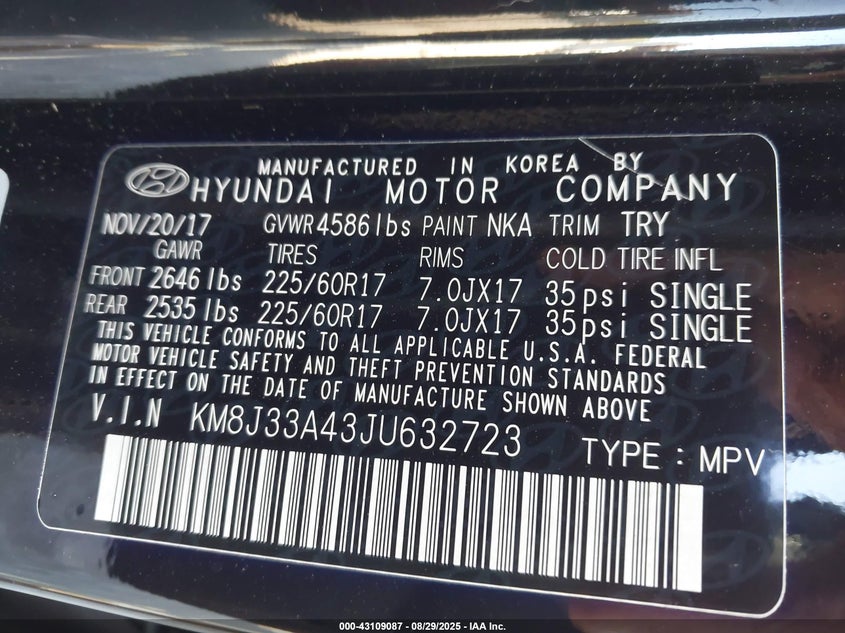 MANUFACTURED IN KOREA BY
HYUNDAI MOTOR COMPANY
NOV/20/17 GVWR 4586 lbs PAINT NKA TRIM TRY
GAWR TIRES RIMS COLD TIRE INFL
FRONT 2646 lbs 225/60R17 7.0JX17 35psi SINGLE
REAR 2535 lbs 225/60R17 7.0JX17 35psi SINGLE
THIS VEHICLE CONFORMS TO ALL APPLICABLE U.S.A. FEDERAL
MOTOR VEHICLE SAFETY AND THEFT PREVENTION STANDARDS
IN EFFECT ON THE DATE OF MANUFACTURE SHOWN ABOVE
V.I.N KM8J33A43JU632723 TYPE : MPV
000-43109087 - 08/29/2025 - IAA Inc.